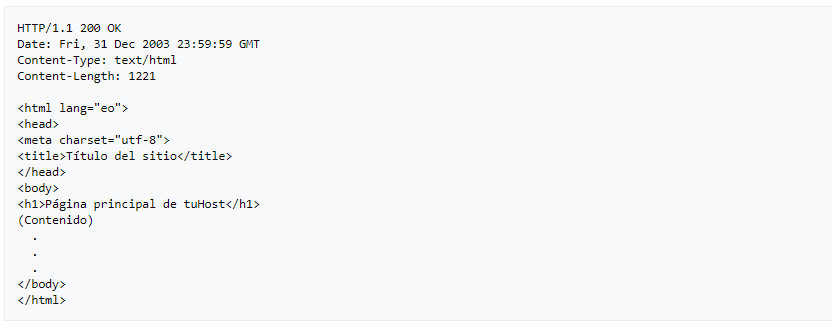 HTTP/1.1 200 OK
Date: Fri, 31 Dec 2003 23:59:59 GMT
Content-Type: text/html
Content-Length: 1221

<html lang="eo">
<head>
<meta charset="utf-8">
<title>Título del sitio</title>
</head>
<body>
<h1>Página principal de tuHost</h1>
(Contenido)
  .
  .
  .
</body>
</html>